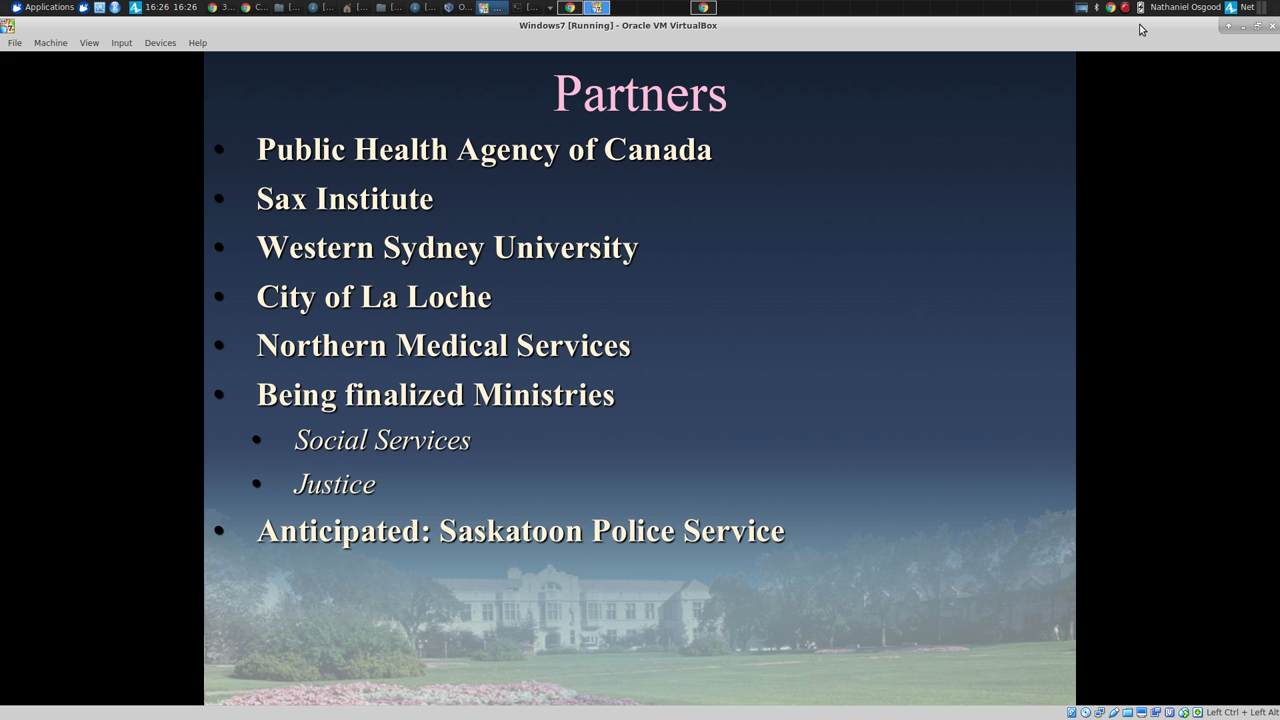 Applications 16:26 16:26 3... C... [... [... [... [... O... ... [... Nathaniel Osgood Net
Windows7 [Running] - Oracle VM VirtualBox
File Machine View Input Devices Help
Partners
• Public Health Agency of Canada
• Sax Institute
• Western Sydney University
• City of La Loche
• Northern Medical Services
• Being finalized Ministries
• Social Services
• Justice
• Anticipated: Saskatoon Police Service
Left Ctrl + Left Alt